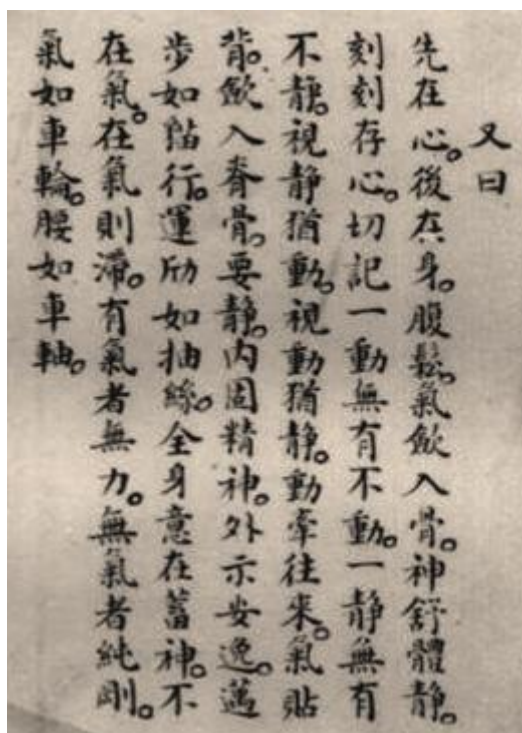 又曰
先在心。後在身。腹鬆。氣歛入骨。神舒體靜。
刻刻存心。切記一動無有不動。一靜無有
不靜。視靜猶動。視動猶靜。動牽往來。氣貼
背。歛入脊骨。要靜。内固精神。外示安逸。邁
步如貓行。運劤如抽絲。全身意在蓄神。不
在氣。在氣則滯。有氣者無力。無氣者純剛。
氣如車輪。腰如車軸。